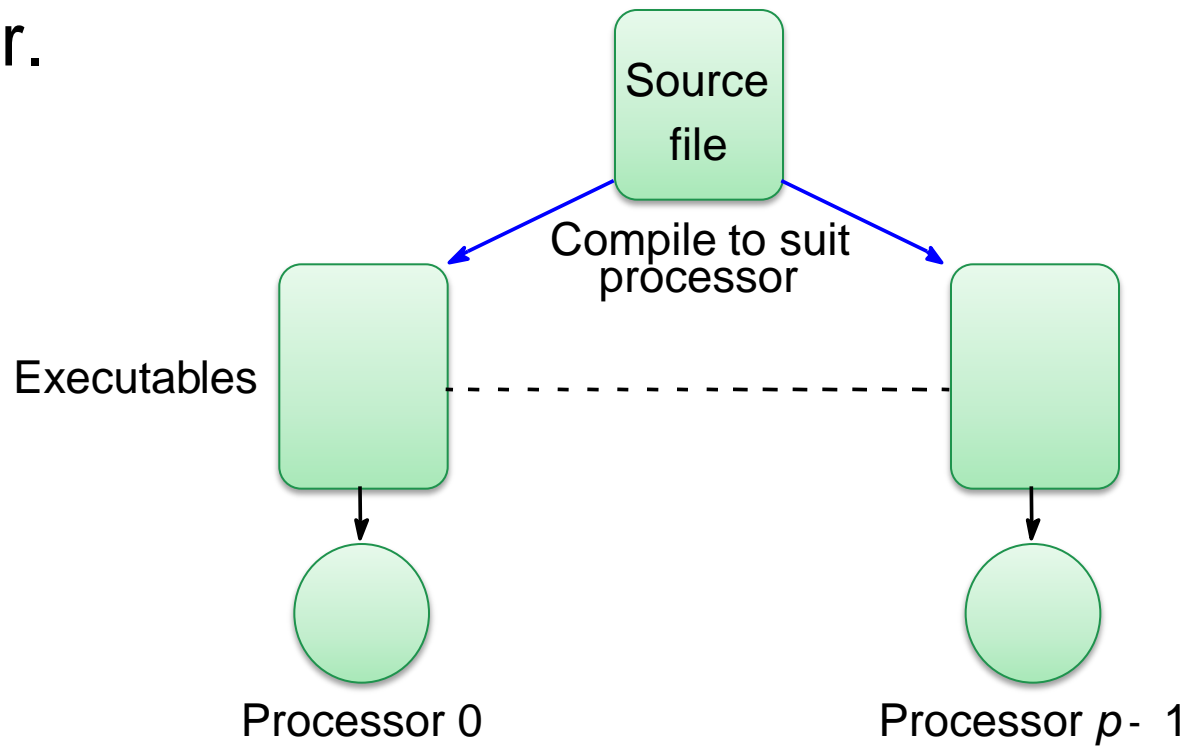 r.
Source
file
Compile to suit
processor
Executables
Processor 0
Processor p - 1